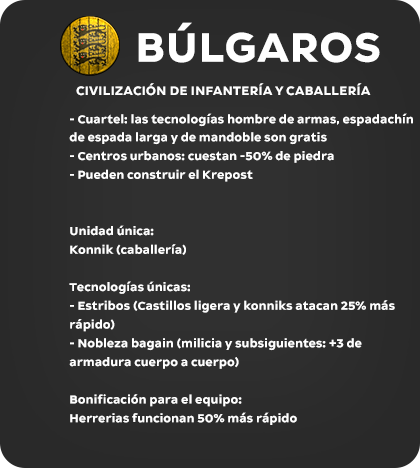 BÚLGAROS
CIVILIZACIÓN DE INFANTERÍA Y CABALLERÍA
- Cuartel: las tecnologías hombre de armas, espadachín
de espada larga y de mandoble son gratis
- Centros urbanos: cuestan -50% de piedra
- Pueden construir el Krepost
Unidad única:
Konnik (caballería)
Tecnologías únicas:
- Estribos (Castillos ligera y konniks atacan 25% más
rápido)
- Nobleza bagain (milicia y subsiguientes: +3 de
armadura cuerpo a cuerpo)
Bonificación para el equipo:
Herrerias funcionan 50% más rápido